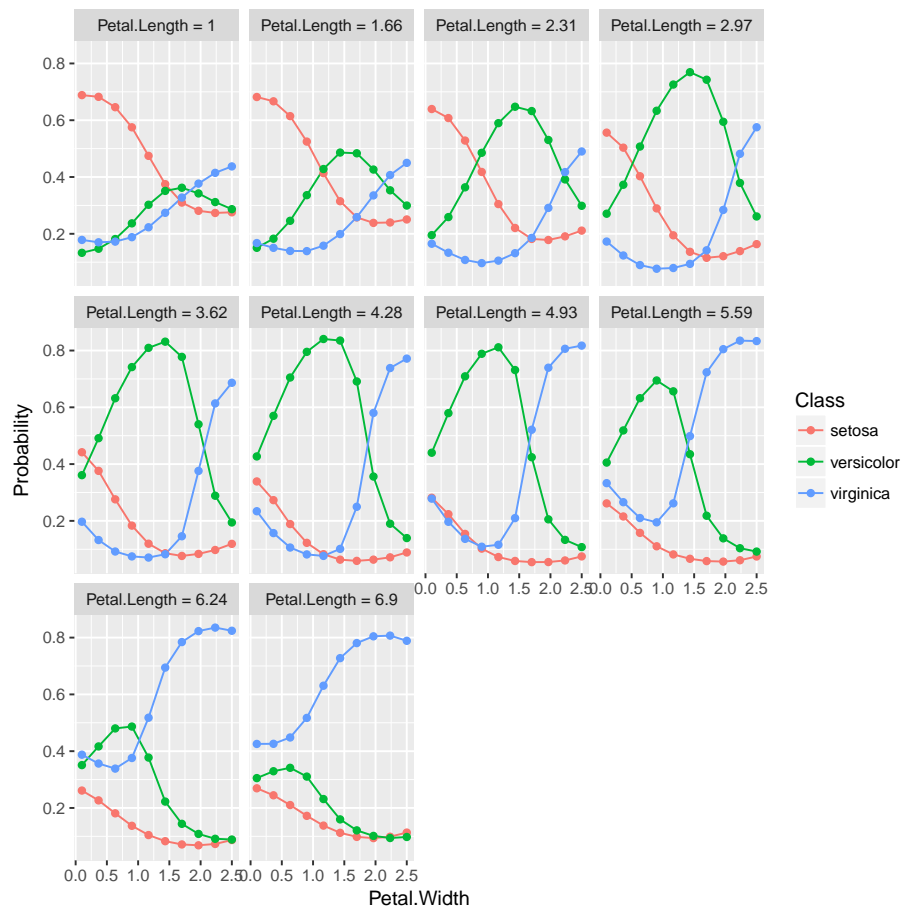 Petal.Length = 1 Petal.Length = 1.66 Petal.Length = 2.31 Petal.Length = 2.97
0.8
0.6
0.4
0.2
Petal.Length = 3.62 Petal.Length = 4.28 Petal.Length = 4.93 Petal.Length = 5.59
0.8
0.6
0.4
0.2
Probability
Class
setosa
versicolor
virginica
0.0 0.5 1.0 1.5 2.0 2.5 0.0 0.5 1.0 1.5 2.0 2.5
Petal.Length = 6.24 Petal.Length = 6.9
0.8
0.6
0.4
0.2
0.0 0.5 1.0 1.5 2.0 2.5 0.0 0.5 1.0 1.5 2.0 2.5
Petal.Width